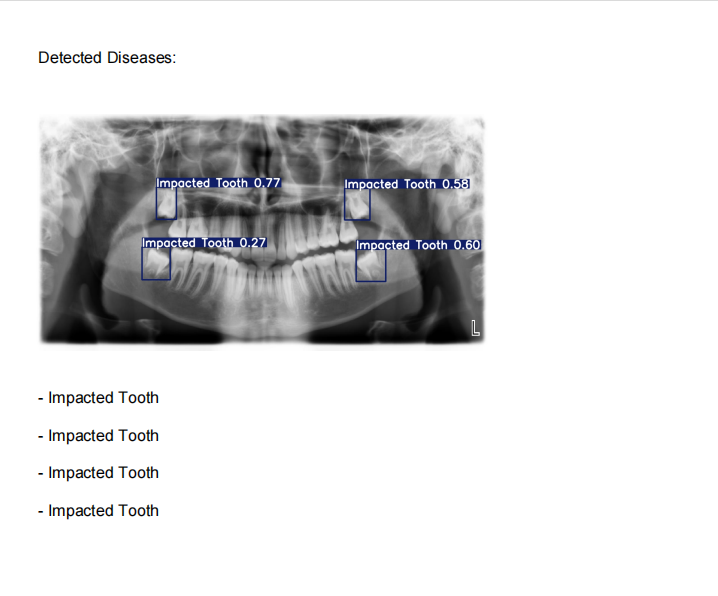 Detected Diseases:
Impacted Tooth 0.77
Impacted Tooth 0.58
Impacted Tooth 0.27
Impacted Tooth 0.60
L
- Impacted Tooth
- Impacted Tooth
- Impacted Tooth
- Impacted Tooth